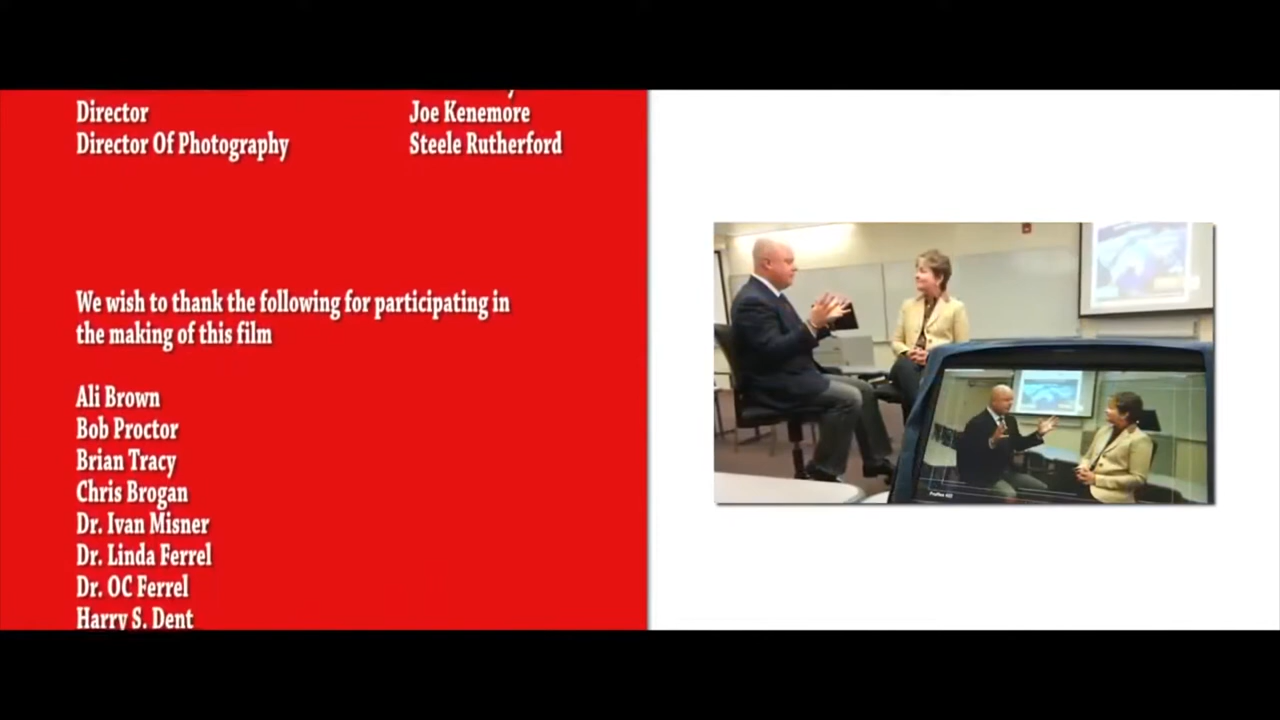 Director Joe Kenemore
Director Of Photography Steele Rutherford
We wish to thank the following for participating in
the making of this film
Ali Brown
Bob Proctor
Brian Tracy
Chris Brogan
Dr. Ivan Misner
Dr. Linda Ferrel
Dr. OC Ferrel
Harry S. Dent